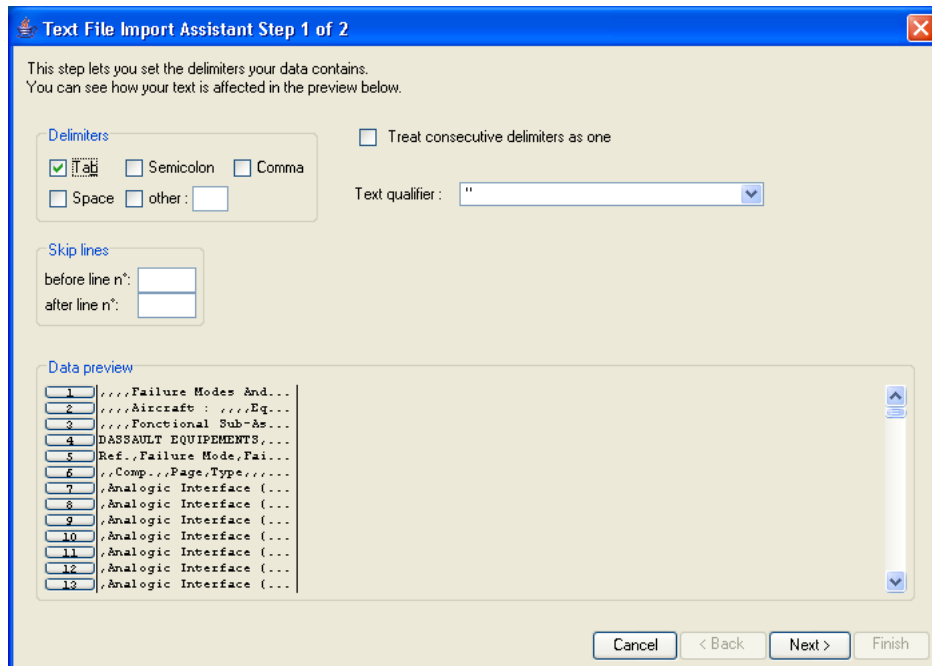 Text File Import Assistant Step 1 of 2
This step lets you set the delimiters your data contains.
You can see how your text is affected in the preview below.
Delimiters
Treat consecutive delimiters as one
Tab Semicolon Comma
Space other :
Text qualifier : "
Skip lines
before line n°:
after line n°:
Data preview
1 ,,,,Failure Modes And...
2 ,,,,Aircraft : ,,,,Eq...
3 ,,,,Fonctional Sub-As...
4 DASSAULT EQUIPEMENTS,...
5 Ref.,Failure Mode,Fai...
6 ,,Comp.,,Page,Type,,,...
7 ,Analogic Interface (...
8 ,Analogic Interface (...
9 ,Analogic Interface (...
10 ,Analogic Interface (...
11 ,Analogic Interface (...
12 ,Analogic Interface (...
13 ,Analogic Interface (...
Cancel < Back Next > Finish